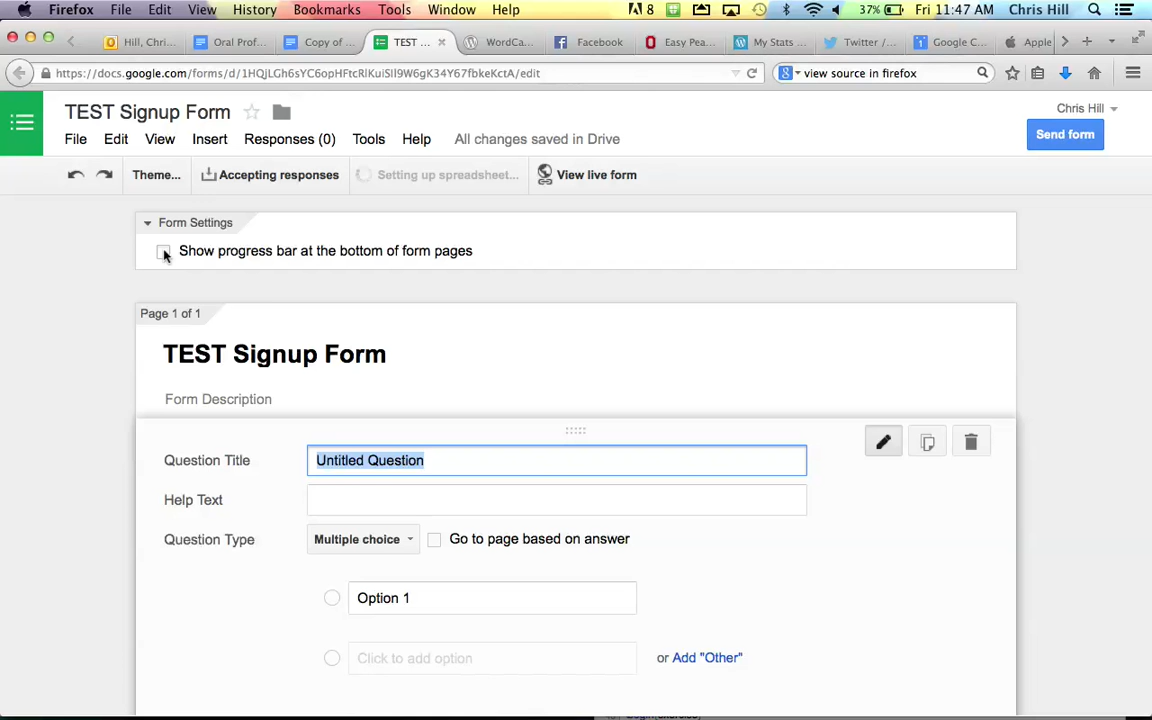 Firefox File Edit View History Bookmarks Tools Window Help 8 37% Fri 11:47 AM Chris Hill
Hill, Chri... Oral Prof... Copy of ... TEST ... WordCa... Facebook Easy Pea... My Stats ... Twitter /... Google C... Apple
https://docs.google.com/forms/d/1HQJLGh6sYC6opHFtcRlKuiSlI9W6gK34Y67fbkeKctA/edit view source in firefox
TEST Signup Form Chris Hill
File Edit View Insert Responses (0) Tools Help All changes saved in Drive Send form
Theme... Accepting responses Setting up spreadsheet... View live form
Form Settings
Show progress bar at the bottom of form pages
Page 1 of 1
TEST Signup Form
Form Description
Question Title Untitled Question
Help Text
Question Type Multiple choice Go to page based on answer
Option 1
Click to add option or Add "Other"